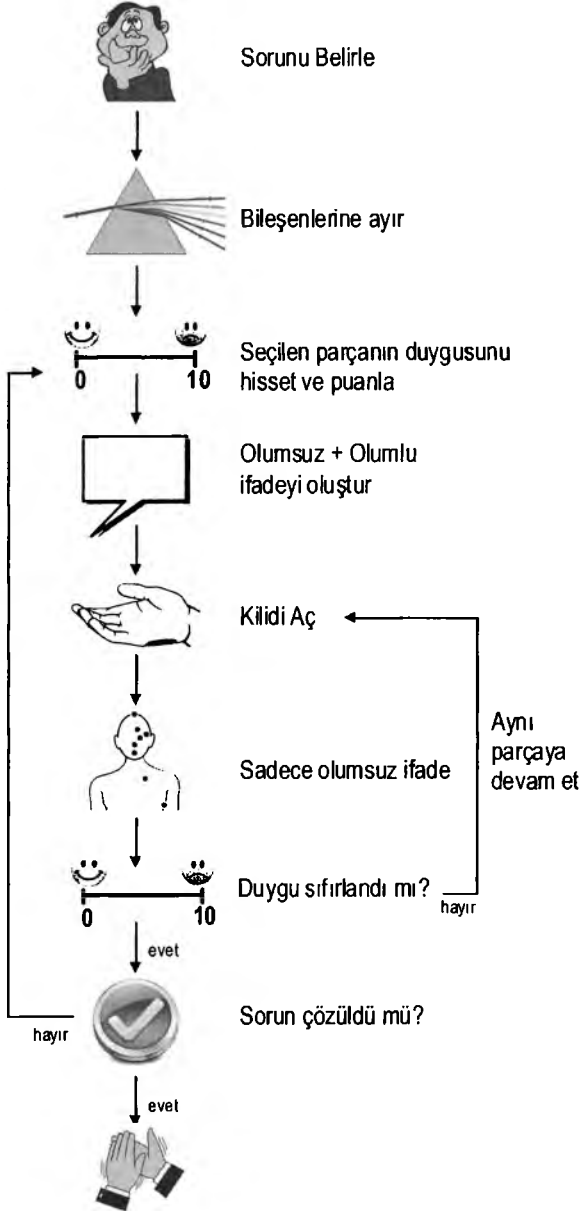 Sorunu Belirle
Bileşenlerine ayır
0 10
Seçilen parçanın duygusunu
hisset ve puanla
Olumsuz + Olumlu
ifadeyi oluştur
Kilidi Aç
Aynı
parçaya
devam et
Sadece olumsuz ifade
Duygu sıfırlandı mı?
hayır
0 10
evet
Sorun çözüldü mü?
hayır
evet